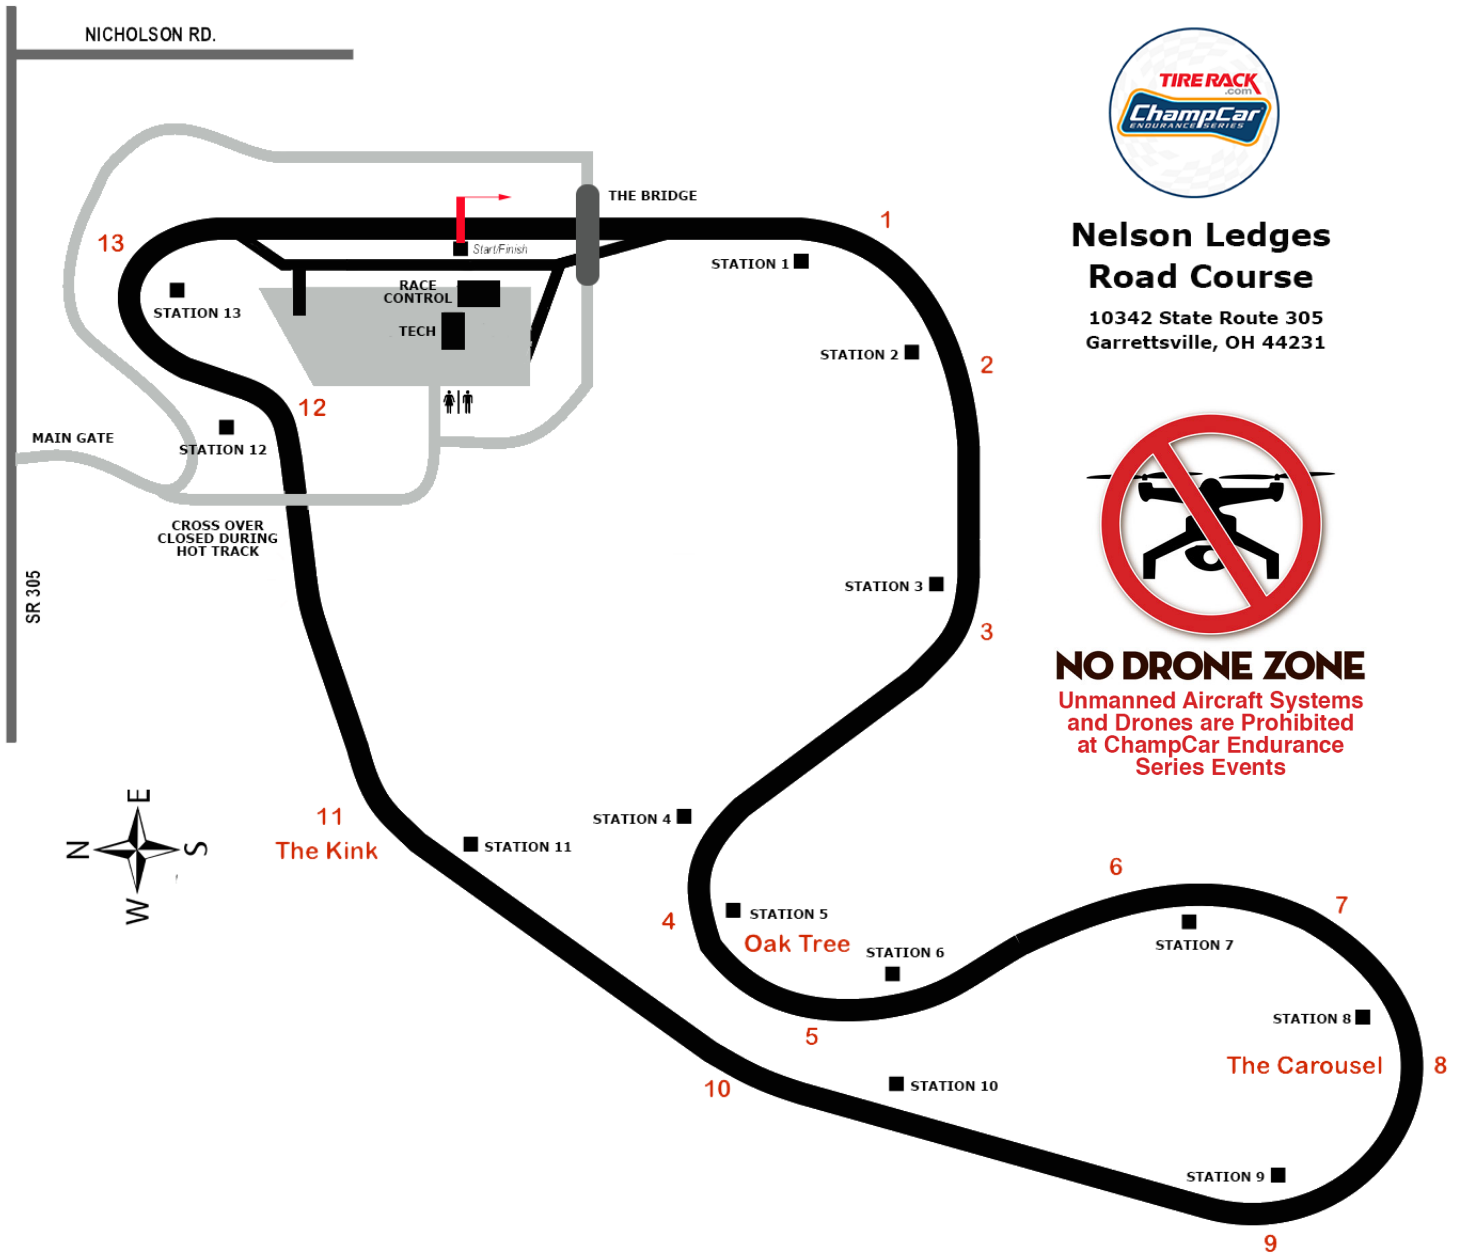 NICHOLSON RD.
TIRE RACK
.com
ChampCar
ENDURANCE SERIES
THE BRIDGE
Nelson Ledges
Road Course
10342 State Route 305
Garrettsville, OH 44231
1
13
Start/Finish
STATION 1
RACE
CONTROL
STATION 13
TECH
STATION 2
2
12
MAIN GATE
STATION 12
CROSS OVER
CLOSED DURING
HOT TRACK
SR 305
STATION 3
3
NO DRONE ZONE
Unmanned Aircraft Systems
and Drones are Prohibited
at ChampCar Endurance
Series Events
E
N
S
W
11
The Kink
STATION 11
STATION 4
4
STATION 5
Oak Tree
STATION 6
5
6
7
STATION 7
STATION 8
The Carousel
8
10
STATION 10
STATION 9
9